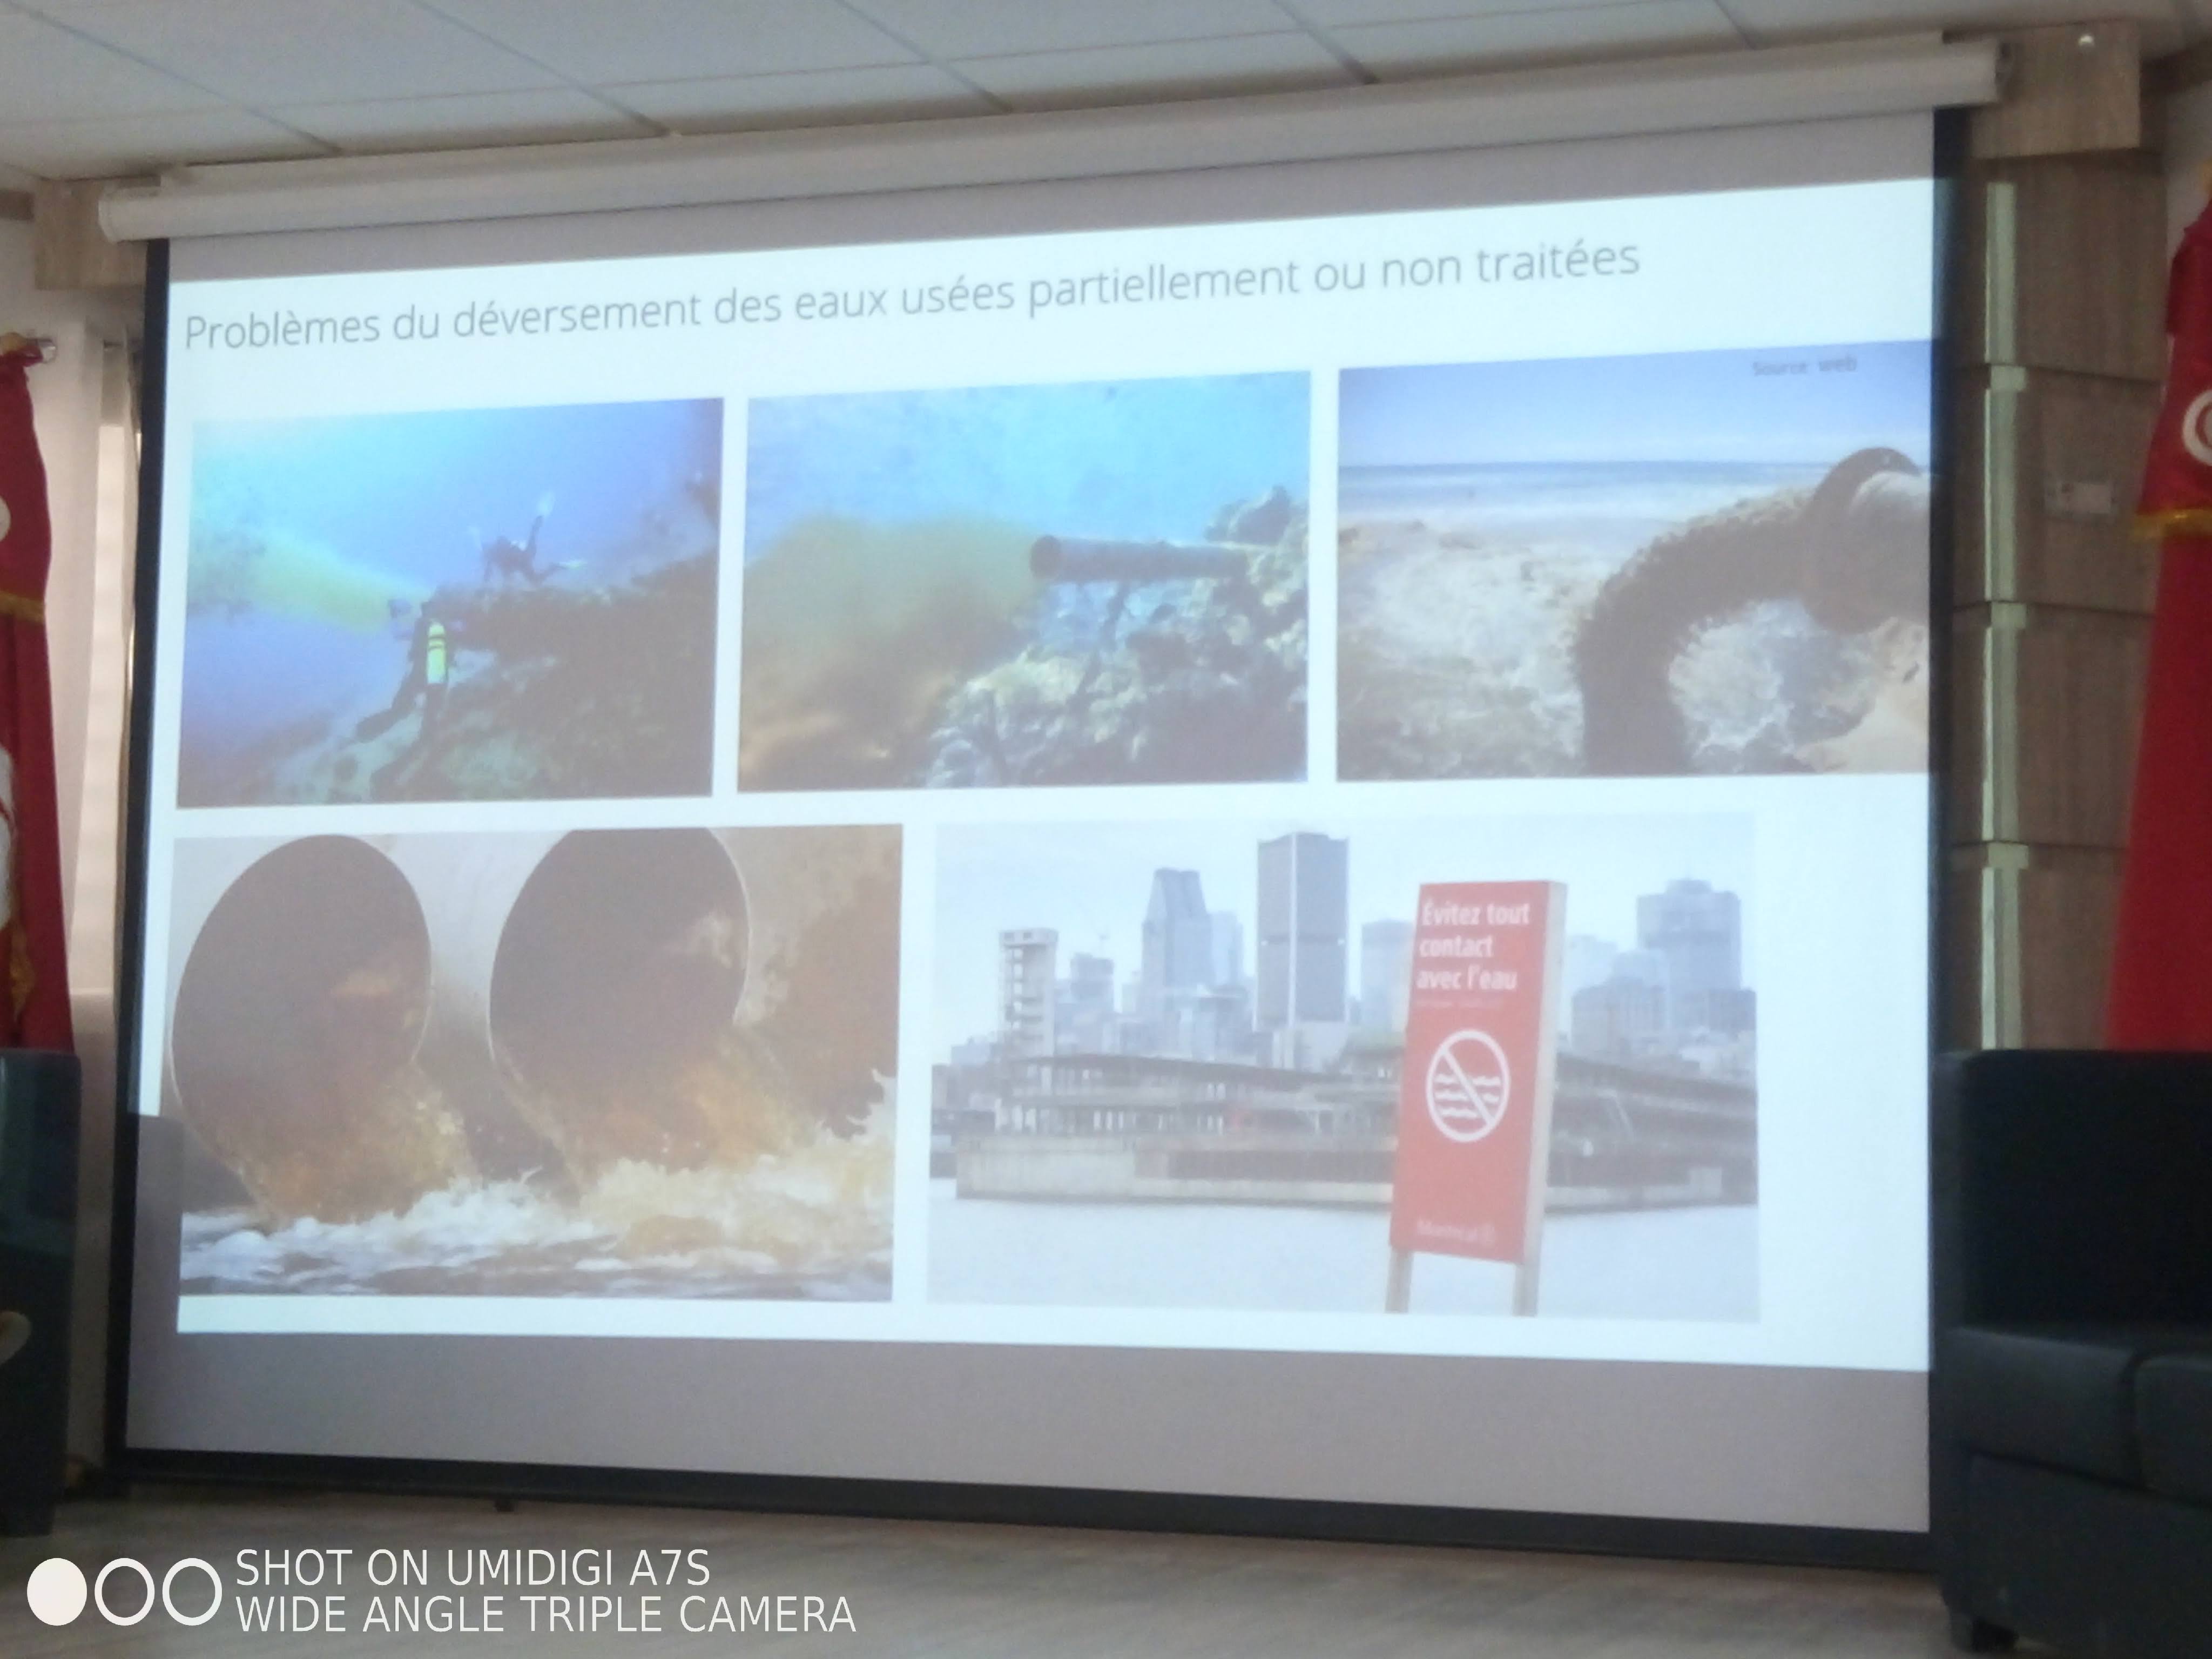 Problèmes du déversement des eaux usées partiellement ou non traitées
Source: web
Évitez tout
contact
avec l'eau
Montréal
SHOT ON UMIDIGI A7S
WIDE ANGLE TRIPLE CAMERA